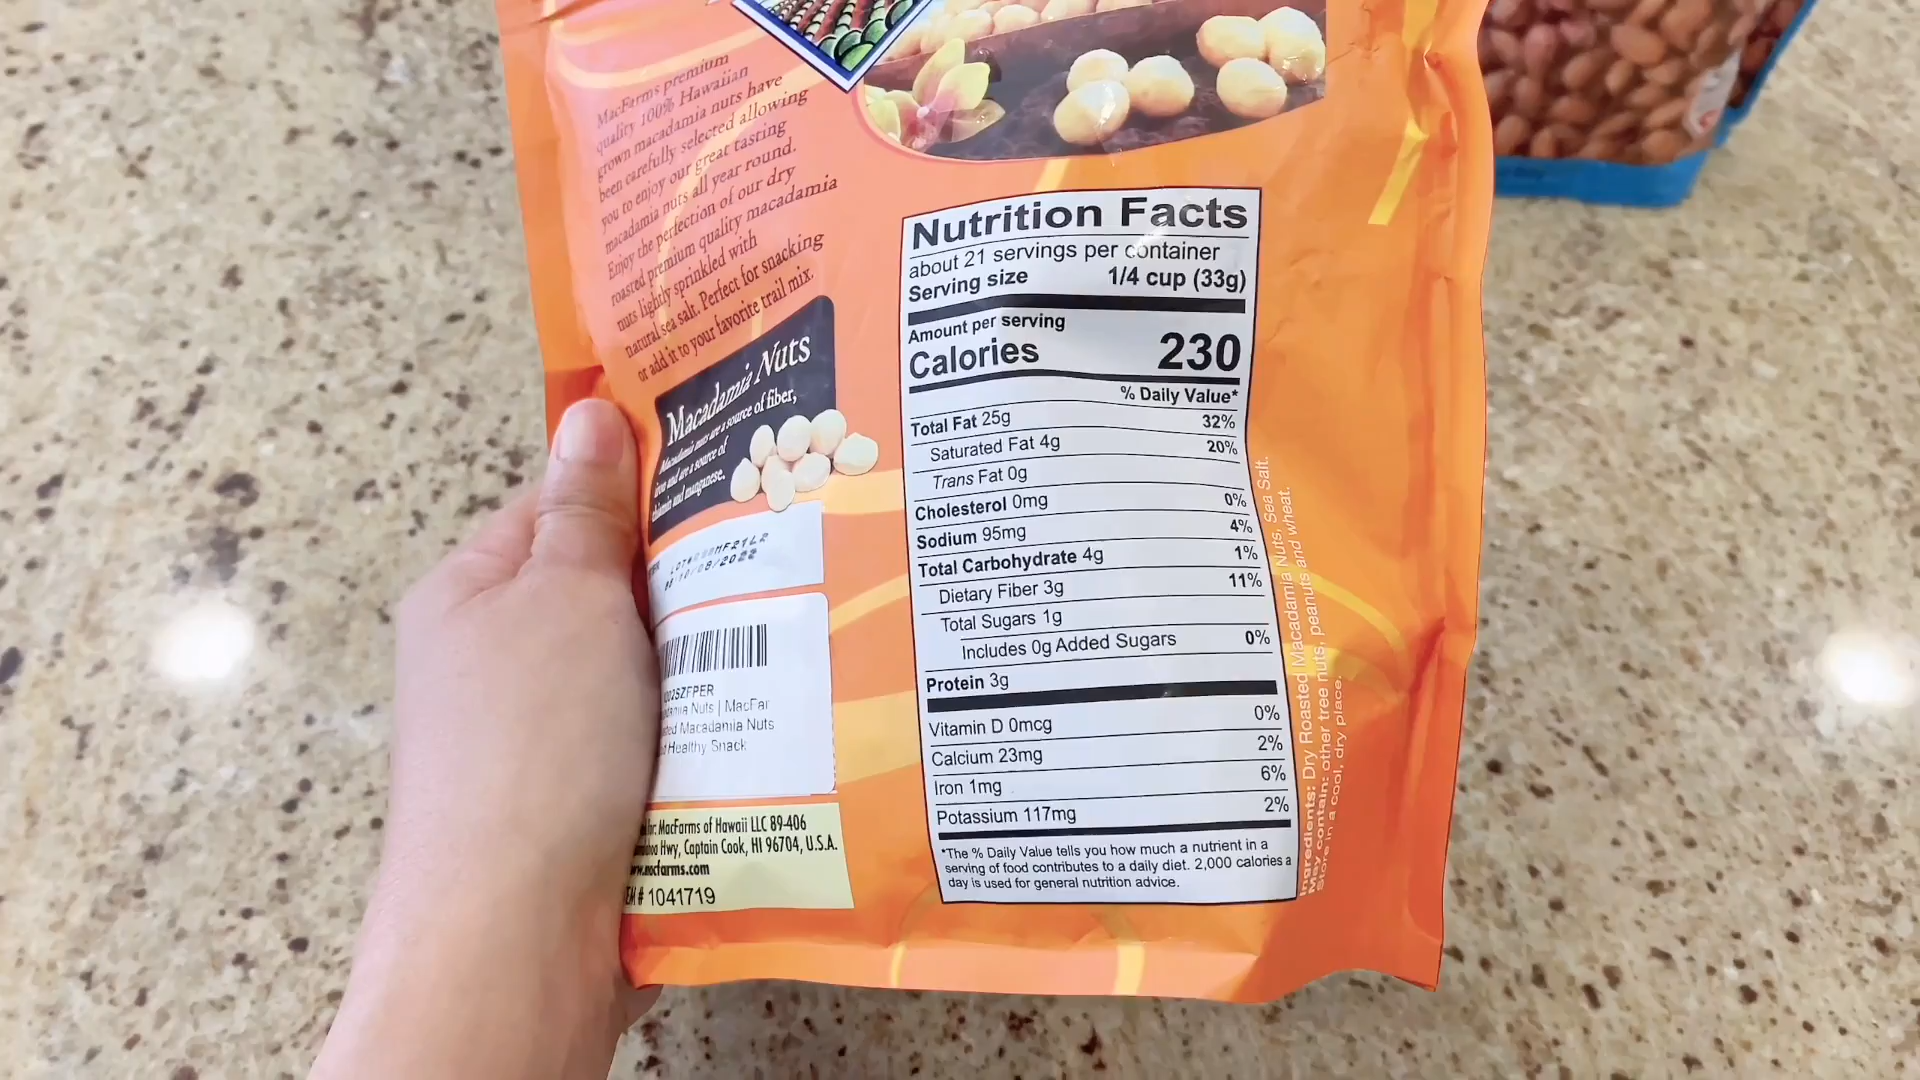 MacFarms premium
quality 100% Hawaiian
grown macadamia nuts have
been carefully selected allowing
you to enjoy our great tasting
macadamia nuts all year round.
Enjoy the perfection of our dry
roasted premium quality macadamia
nuts lightly sprinkled with
natural sea salt. Perfect for snacking
or add it to your favorite trail mix.
Macadamia Nuts
Macadamia nuts are a source of fiber,
iron and are a source of
thiamin and manganese.
10/08/2022
002SZFPER
Nuts | MacFar
Macadamia Nuts
Healthy Snack
for: MacFarms of Hawaii LLC 89-406
Hwy, Captain Cook, HI 96704, U.S.A.
www.macfarms.com
# 1041719
Nutrition Facts
about 21 servings per container
Serving size 1/4 cup (33g)
Amount per serving
Calories 230
% Daily Value*
Total Fat 25g 32%
Saturated Fat 4g 20%
Trans Fat 0g
Cholesterol 0mg 0%
Sodium 95mg 4%
Total Carbohydrate 4g 1%
Dietary Fiber 3g 11%
Total Sugars 1g
Includes 0g Added Sugars 0%
Protein 3g
Vitamin D 0mcg 0%
Calcium 23mg 2%
Iron 1mg 6%
Potassium 117mg 2%
*The % Daily Value tells you how much a nutrient in a
serving of food contributes to a daily diet. 2,000 calories a
day is used for general nutrition advice.
Ingredients: Dry Roasted Macadamia Nuts, Sea Salt.
May contain: other tree nuts, peanuts and wheat.
Store in a cool, dry place.